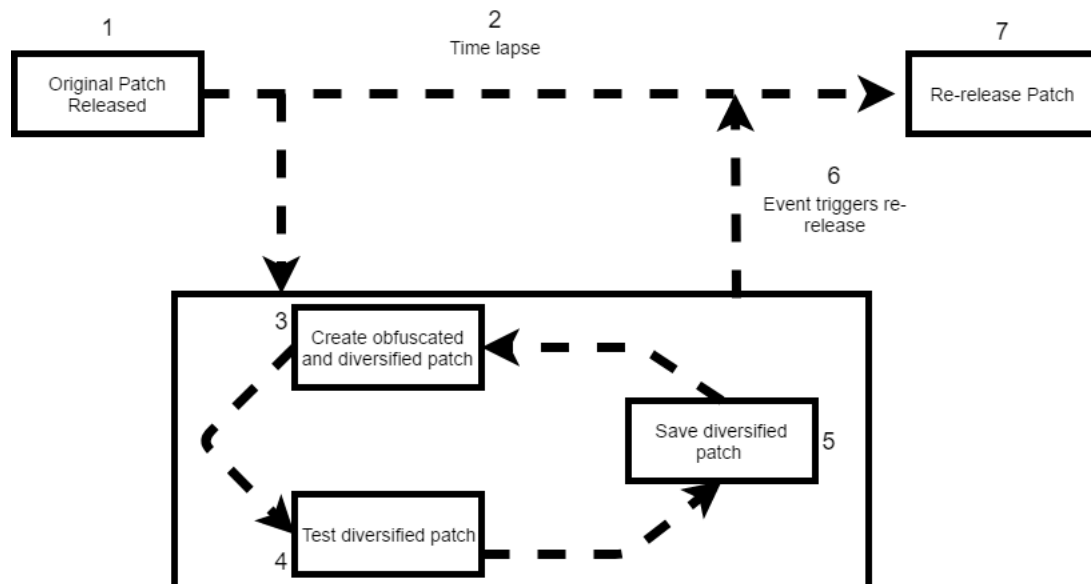 1
Original Patch
Released
2
Time lapse
7
Re-release Patch
6
Event triggers re-
release
3
Create obfuscated
and diversified patch
Save diversified
patch
5
Test diversified patch
4